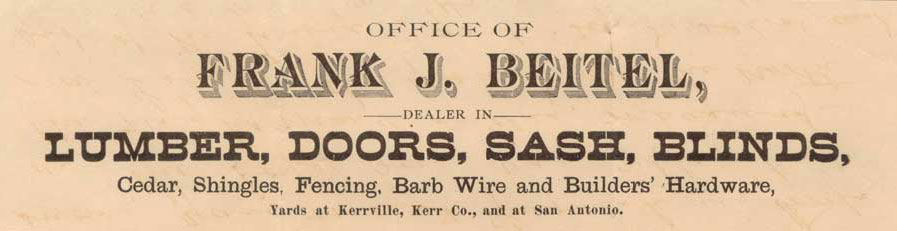 OFFICE OF
FRANK J. BEITEL,
DEALER IN
LUMBER, DOORS, SASH, BLINDS,
Cedar, Shingles, Fencing, Barb Wire and Builders' Hardware,
Yards at Kerrville, Kerr Co., and at San Antonio.